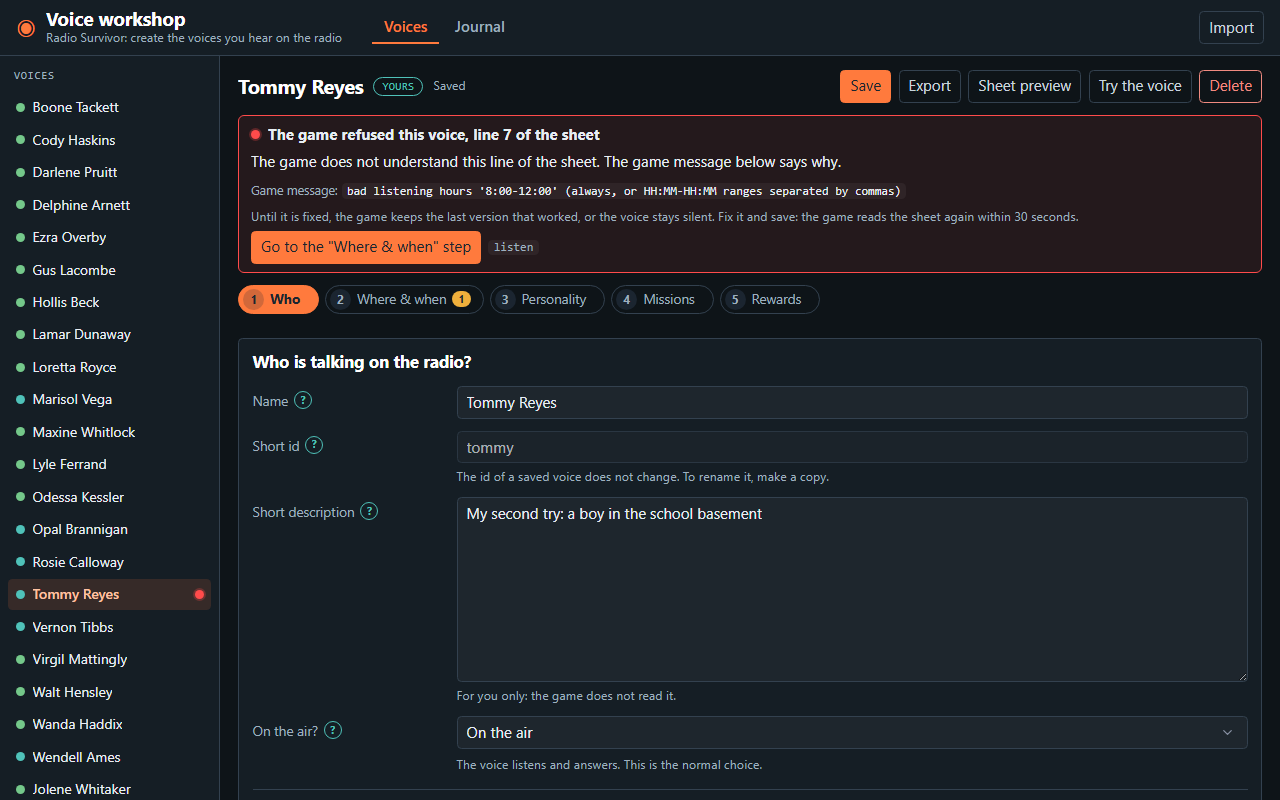 Voice workshop
Radio Survivor: create the voices you hear on the radio
Voices
Journal
Import
VOICES
Boone Tackett
Cody Haskins
Darlene Pruitt
Delphine Arnett
Ezra Overby
Gus Lacombe
Hollis Beck
Lamar Dunaway
Loretta Royce
Marisol Vega
Maxine Whitlock
Lyle Ferrand
Odessa Kessler
Opal Brannigan
Rosie Calloway
Tommy Reyes
Vernon Tibbs
Virgil Mattingly
Walt Hensley
Wanda Haddix
Wendell Ames
Jolene Whitaker
Tommy Reyes YOURS Saved
Save
Export
Sheet preview
Try the voice
Delete
The game refused this voice, line 7 of the sheet
The game does not understand this line of the sheet. The game message below says why.
Game message: bad listening hours '8:00-12:00' (always, or HH:MM-HH:MM ranges separated by commas)
Until it is fixed, the game keeps the last version that worked, or the voice stays silent. Fix it and save: the game reads the sheet again within 30 seconds.
Go to the "Where & when" step listen
1 Who
2 Where & when 1
3 Personality
4 Missions
5 Rewards
Who is talking on the radio?
Name ?
Tommy Reyes
Short id ?
tommy
The id of a saved voice does not change. To rename it, make a copy.
Short description ?
My second try: a boy in the school basement
For you only: the game does not read it.
On the air? ?
On the air
The voice listens and answers. This is the normal choice.